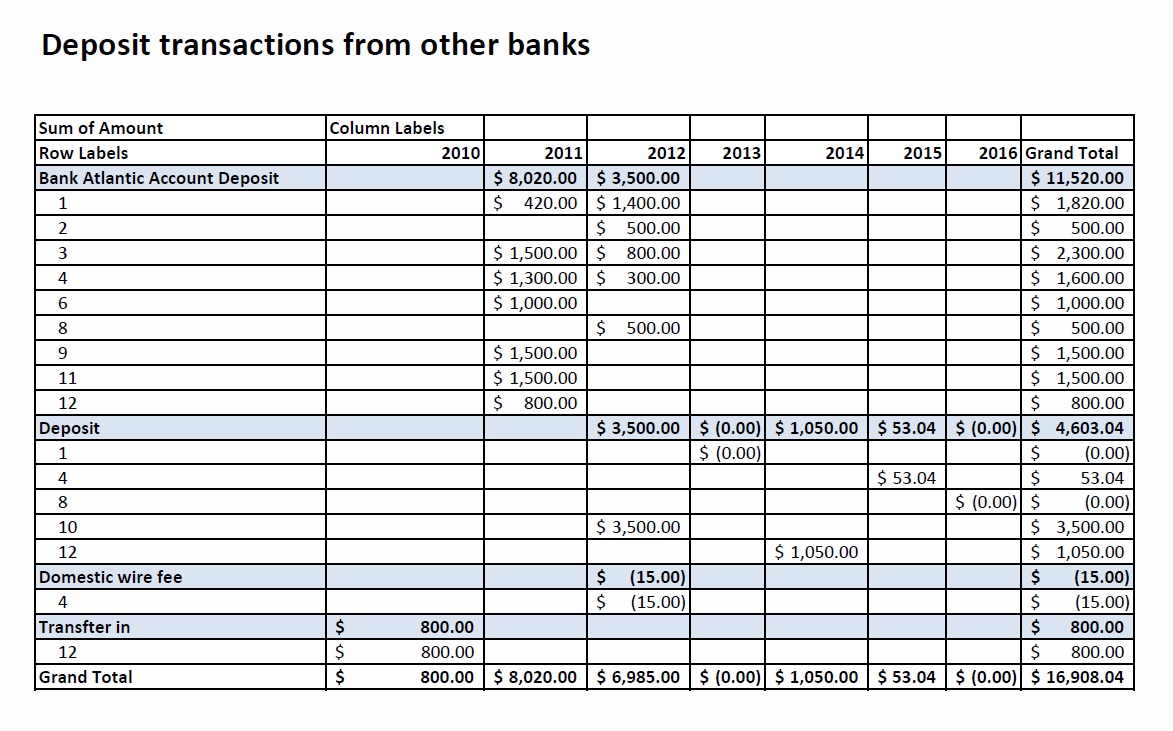 Deposit transactions from other banks
Sum of Amount Column Labels
Row Labels 2010 2011 2012 2013 2014 2015 2016 Grand Total
Bank Atlantic Account Deposit $ 8,020.00 $ 3,500.00 $ 11,520.00
1 $ 420.00 $ 1,400.00 $ 1,820.00
2 $ 500.00 $ 500.00
3 $ 1,500.00 $ 800.00 $ 2,300.00
4 $ 1,300.00 $ 300.00 $ 1,600.00
6 $ 1,000.00 $ 1,000.00
8 $ 500.00 $ 500.00
9 $ 1,500.00 $ 1,500.00
11 $ 1,500.00 $ 1,500.00
12 $ 800.00 $ 800.00
Deposit $ 3,500.00 $ (0.00) $ 1,050.00 $ 53.04 $ (0.00) $ 4,603.04
1 $ (0.00) $ (0.00)
4 $ 53.04 $ 53.04
8 $ (0.00) $ (0.00)
10 $ 3,500.00 $ 3,500.00
12 $ 1,050.00 $ 1,050.00
Domestic wire fee $ (15.00) $ (15.00)
4 $ (15.00) $ (15.00)
Transfter in $ 800.00 $ 800.00
12 $ 800.00 $ 800.00
Grand Total $ 800.00 $ 8,020.00 $ 6,985.00 $ (0.00) $ 1,050.00 $ 53.04 $ (0.00) $ 16,908.04